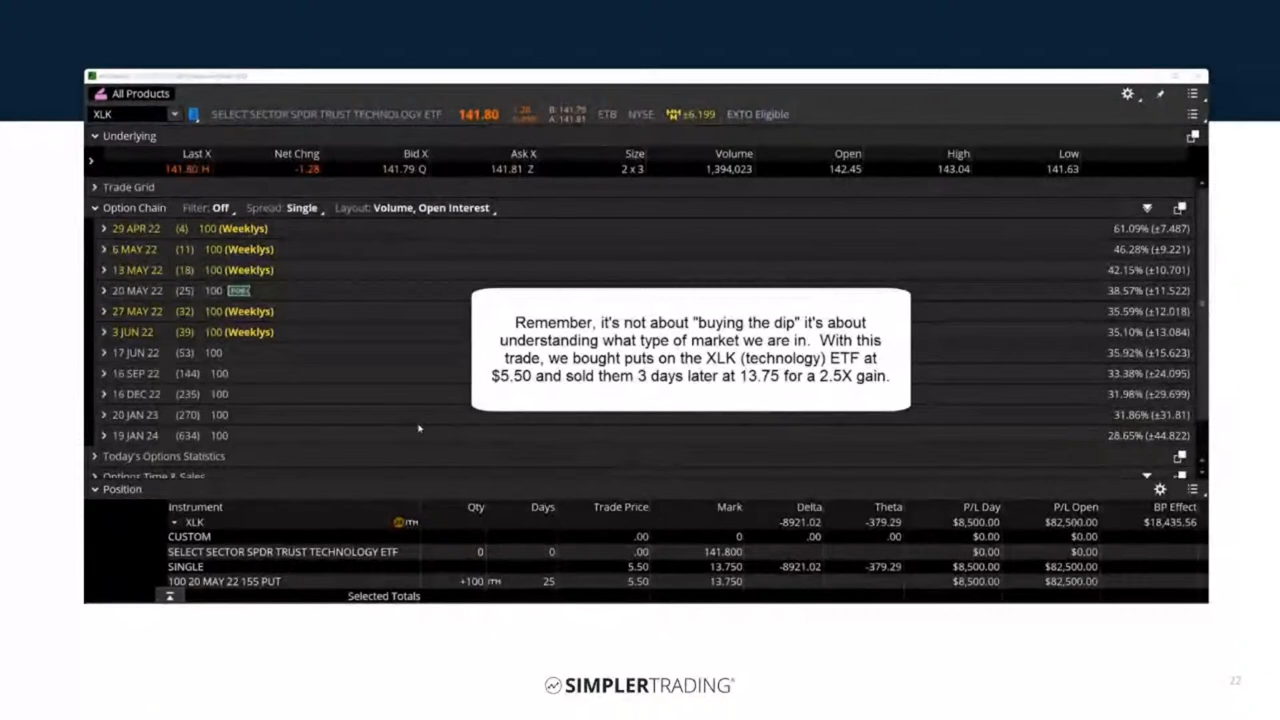 All Products
XLK SELECT SECTOR SPDR TRUST TECHNOLOGY ETF 141.80 B: 141.79 A: 141.81 ETB NYSE ±6.199 EXTO Eligible
Underlying
Last X Net Chng Bid X Ask X Size Volume Open High Low
141.80 H -1.28 141.79 Q 141.81 Z 2 x 3 1,394,023 142.45 143.04 141.63
Trade Grid
Option Chain Filter: Off Spread: Single Layout: Volume, Open Interest
29 APR 22 (4) 100 (Weeklys) 61.09% (±7.487)
6 MAY 22 (11) 100 (Weeklys) 46.28% (±9.221)
13 MAY 22 (18) 100 (Weeklys) 42.15% (±10.701)
20 MAY 22 (25) 100 38.57% (±11.522)
27 MAY 22 (32) 100 (Weeklys) 35.59% (±12.018)
3 JUN 22 (39) 100 (Weeklys) 35.10% (±13.084)
17 JUN 22 (53) 100 35.92% (±15.623)
16 SEP 22 (144) 100 33.38% (±24.095)
16 DEC 22 (235) 100 31.98% (±29.699)
20 JAN 23 (270) 100 31.86% (±31.81)
19 JAN 24 (634) 100 28.65% (±44.822)
Remember, it's not about "buying the dip" it's about
understanding what type of market we are in. With this
trade, we bought puts on the XLK (technology) ETF at
$5.50 and sold them 3 days later at 13.75 for a 2.5X gain.
Today's Options Statistics
Options Time & Sales
Position
Instrument Qty Days Trade Price Mark Delta Theta P/L Day P/L Open BP Effect
XLK ITH -8921.02 -379.29 $8,500.00 $82,500.00 $18,435.56
CUSTOM .00 0 .00 .00 $0.00 $0.00
SELECT SECTOR SPDR TRUST TECHNOLOGY ETF 0 0 .00 141.800 $0.00 $0.00
SINGLE 5.50 13.750 -8921.02 -379.29 $8,500.00 $82,500.00
100 20 MAY 22 155 PUT +100 ITH 25 5.50 13.750 $8,500.00 $82,500.00
Selected Totals
SIMPLERTRADING®
22